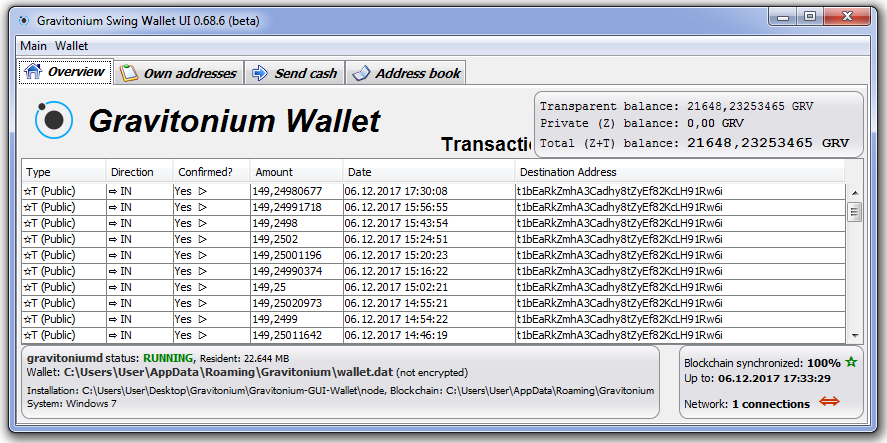 Gravitonium Swing Wallet UI 0.68.6 (beta)
Main Wallet
Overview Own addresses Send cash Address book
Gravitonium Wallet
Transactio
Transparent balance: 21648,23253465 GRV
Private (Z) balance: 0,00 GRV
Total (Z+T) balance: 21648,23253465 GRV
Type Direction Confirmed? Amount Date Destination Address
☆T (Public) ⇨ IN Yes ▷ 149,24980677 06.12.2017 17:30:08 t1bEaRkZmhA3Cadhy8tZyEf82KcLH91Rw6i
☆T (Public) ⇨ IN Yes ▷ 149,24991718 06.12.2017 15:56:55 t1bEaRkZmhA3Cadhy8tZyEf82KcLH91Rw6i
☆T (Public) ⇨ IN Yes ▷ 149,2498 06.12.2017 15:43:54 t1bEaRkZmhA3Cadhy8tZyEf82KcLH91Rw6i
☆T (Public) ⇨ IN Yes ▷ 149,2502 06.12.2017 15:24:51 t1bEaRkZmhA3Cadhy8tZyEf82KcLH91Rw6i
☆T (Public) ⇨ IN Yes ▷ 149,25001196 06.12.2017 15:20:23 t1bEaRkZmhA3Cadhy8tZyEf82KcLH91Rw6i
☆T (Public) ⇨ IN Yes ▷ 149,24990374 06.12.2017 15:16:22 t1bEaRkZmhA3Cadhy8tZyEf82KcLH91Rw6i
☆T (Public) ⇨ IN Yes ▷ 149,25 06.12.2017 15:02:21 t1bEaRkZmhA3Cadhy8tZyEf82KcLH91Rw6i
☆T (Public) ⇨ IN Yes ▷ 149,25020973 06.12.2017 14:55:21 t1bEaRkZmhA3Cadhy8tZyEf82KcLH91Rw6i
☆T (Public) ⇨ IN Yes ▷ 149,2499 06.12.2017 14:54:22 t1bEaRkZmhA3Cadhy8tZyEf82KcLH91Rw6i
☆T (Public) ⇨ IN Yes ▷ 149,25011642 06.12.2017 14:46:19 t1bEaRkZmhA3Cadhy8tZyEf82KcLH91Rw6i
gravitoniumd status: RUNNING, Resident: 22.644 MB
Wallet: C:\Users\User\AppData\Roaming\Gravitonium\wallet.dat (not encrypted)
Installation: C:\Users\User\Desktop\Gravitonium\Gravitonium-GUI-Wallet\node, Blockchain: C:\Users\User\AppData\Roaming\Gravitonium
System: Windows 7
Blockchain synchronized: 100% ☆
Up to: 06.12.2017 17:33:29
Network: 1 connections ⇔